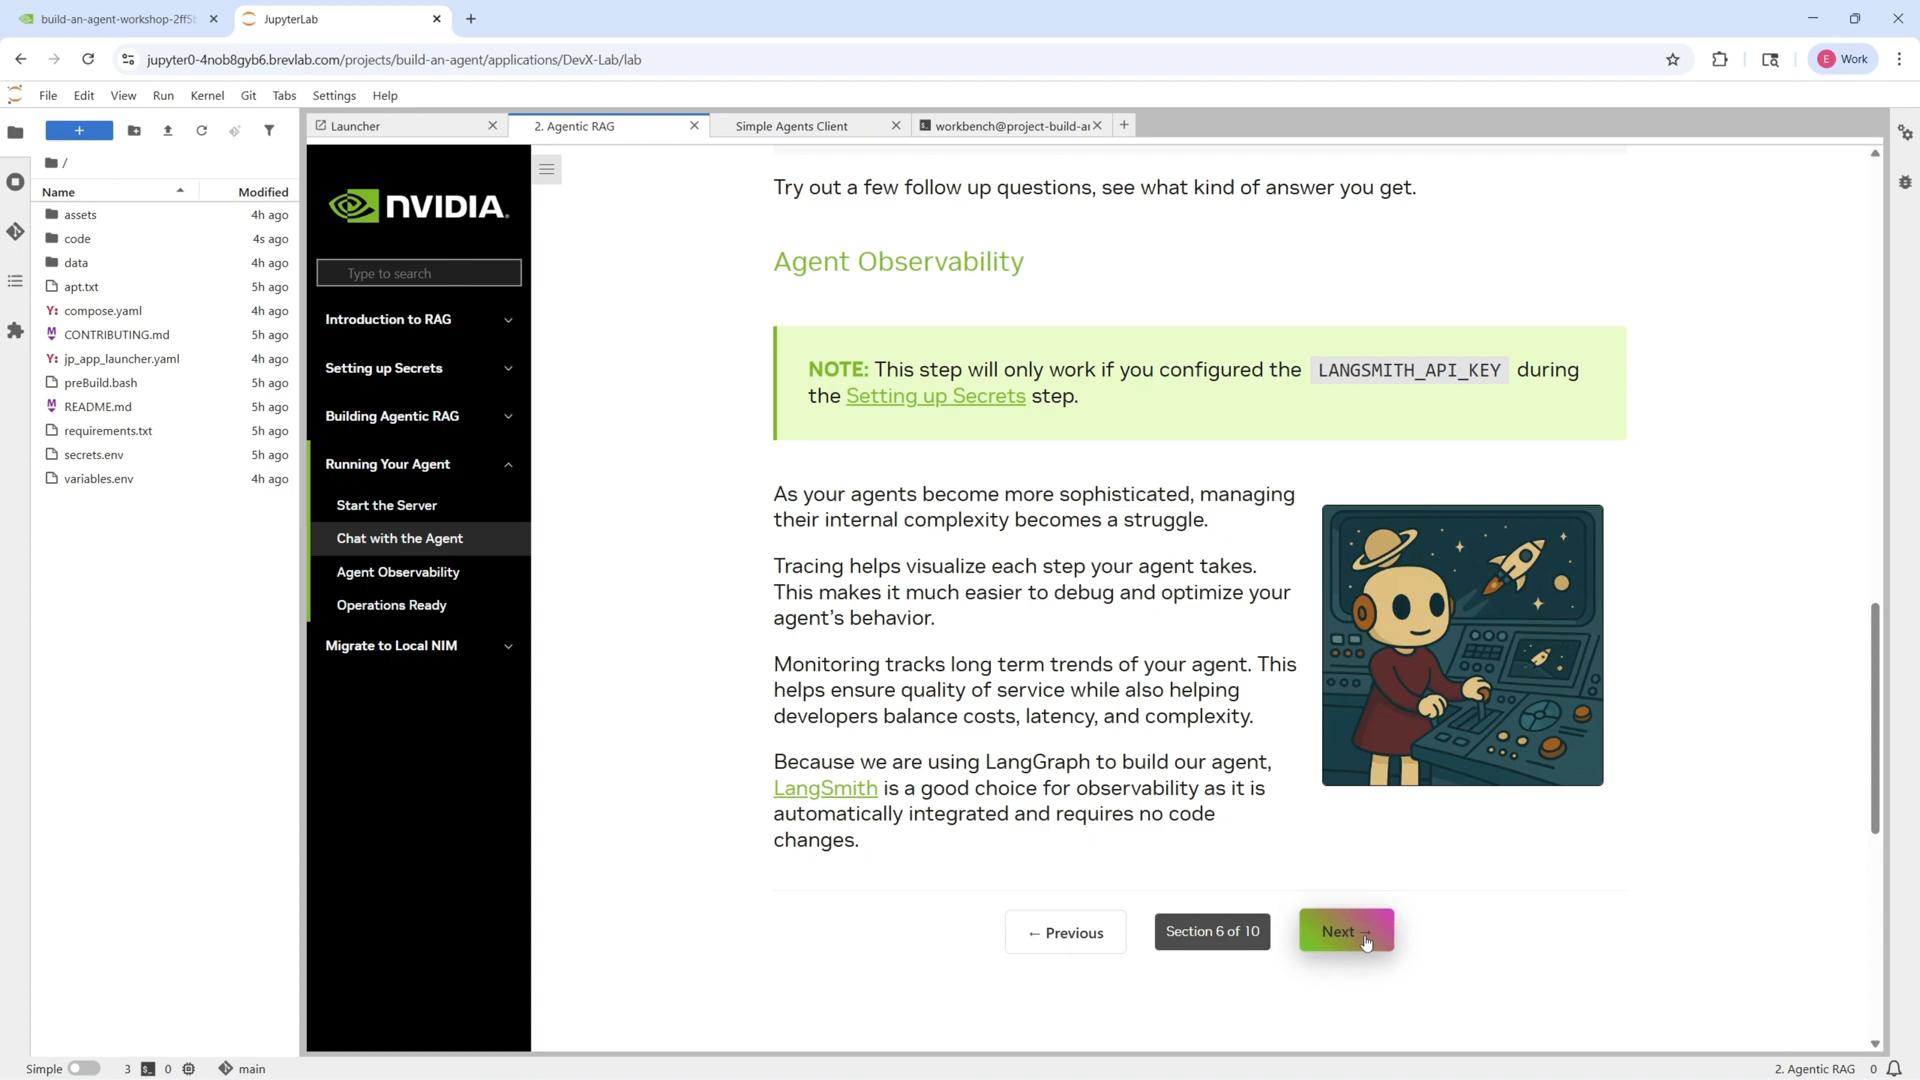 build-an-agent-workshop-2ff5b
JupyterLab
jupyter0-4nob8gyb6.brevlab.com/projects/build-an-agent/applications/DevX-Lab/lab
E Work
File Edit View Run Kernel Git Tabs Settings Help
Launcher
2. Agentic RAG
Simple Agents Client
workbench@project-build-a
/
Name Modified
assets 4h ago
code 4s ago
data 4h ago
apt.txt 5h ago
Y: compose.yaml 4h ago
M CONTRIBUTING.md 5h ago
Y: jp_app_launcher.yaml 4h ago
preBuild.bash 5h ago
M README.md 5h ago
requirements.txt 5h ago
secrets.env 5h ago
variables.env 4h ago
NVIDIA.
Type to search
Introduction to RAG
Setting up Secrets
Building Agentic RAG
Running Your Agent
Start the Server
Chat with the Agent
Agent Observability
Operations Ready
Migrate to Local NIM
Try out a few follow up questions, see what kind of answer you get.
Agent Observability
NOTE: This step will only work if you configured the LANGSMITH_API_KEY during
the Setting up Secrets step.
As your agents become more sophisticated, managing
their internal complexity becomes a struggle.
Tracing helps visualize each step your agent takes.
This makes it much easier to debug and optimize your
agent's behavior.
Monitoring tracks long term trends of your agent. This
helps ensure quality of service while also helping
developers balance costs, latency, and complexity.
Because we are using LangGraph to build our agent,
LangSmith is a good choice for observability as it is
automatically integrated and requires no code
changes.
← Previous
Section 6 of 10
Next →
Simple 3 0 main
2. Agentic RAG 0